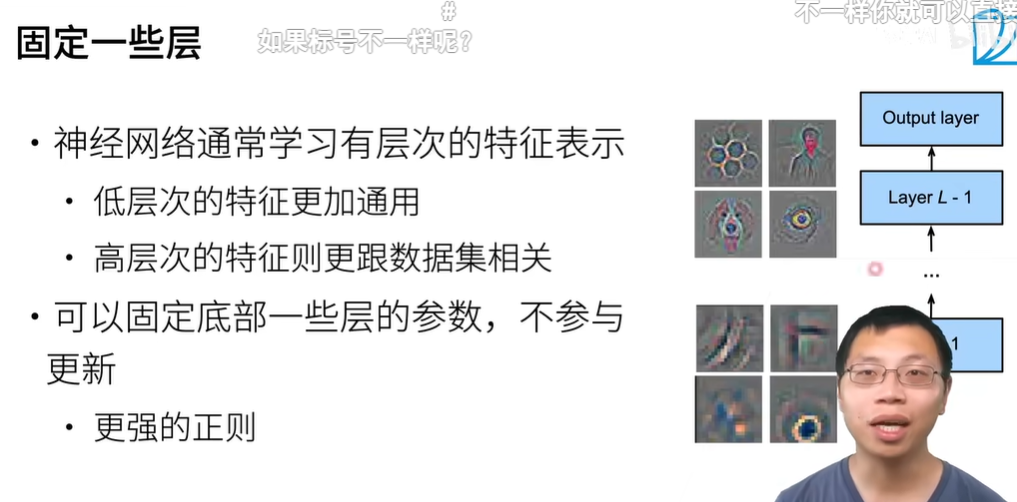 #
不一样你就可以直接
固定一些层
如果标号不一样呢?
• 神经网络通常学习有层次的特征表示
• 低层次的特征更加通用
• 高层次的特征则更跟数据集相关
• 可以固定底部一些层的参数，不参与
更新
• 更强的正则
Output layer
Layer L - 1
...
1